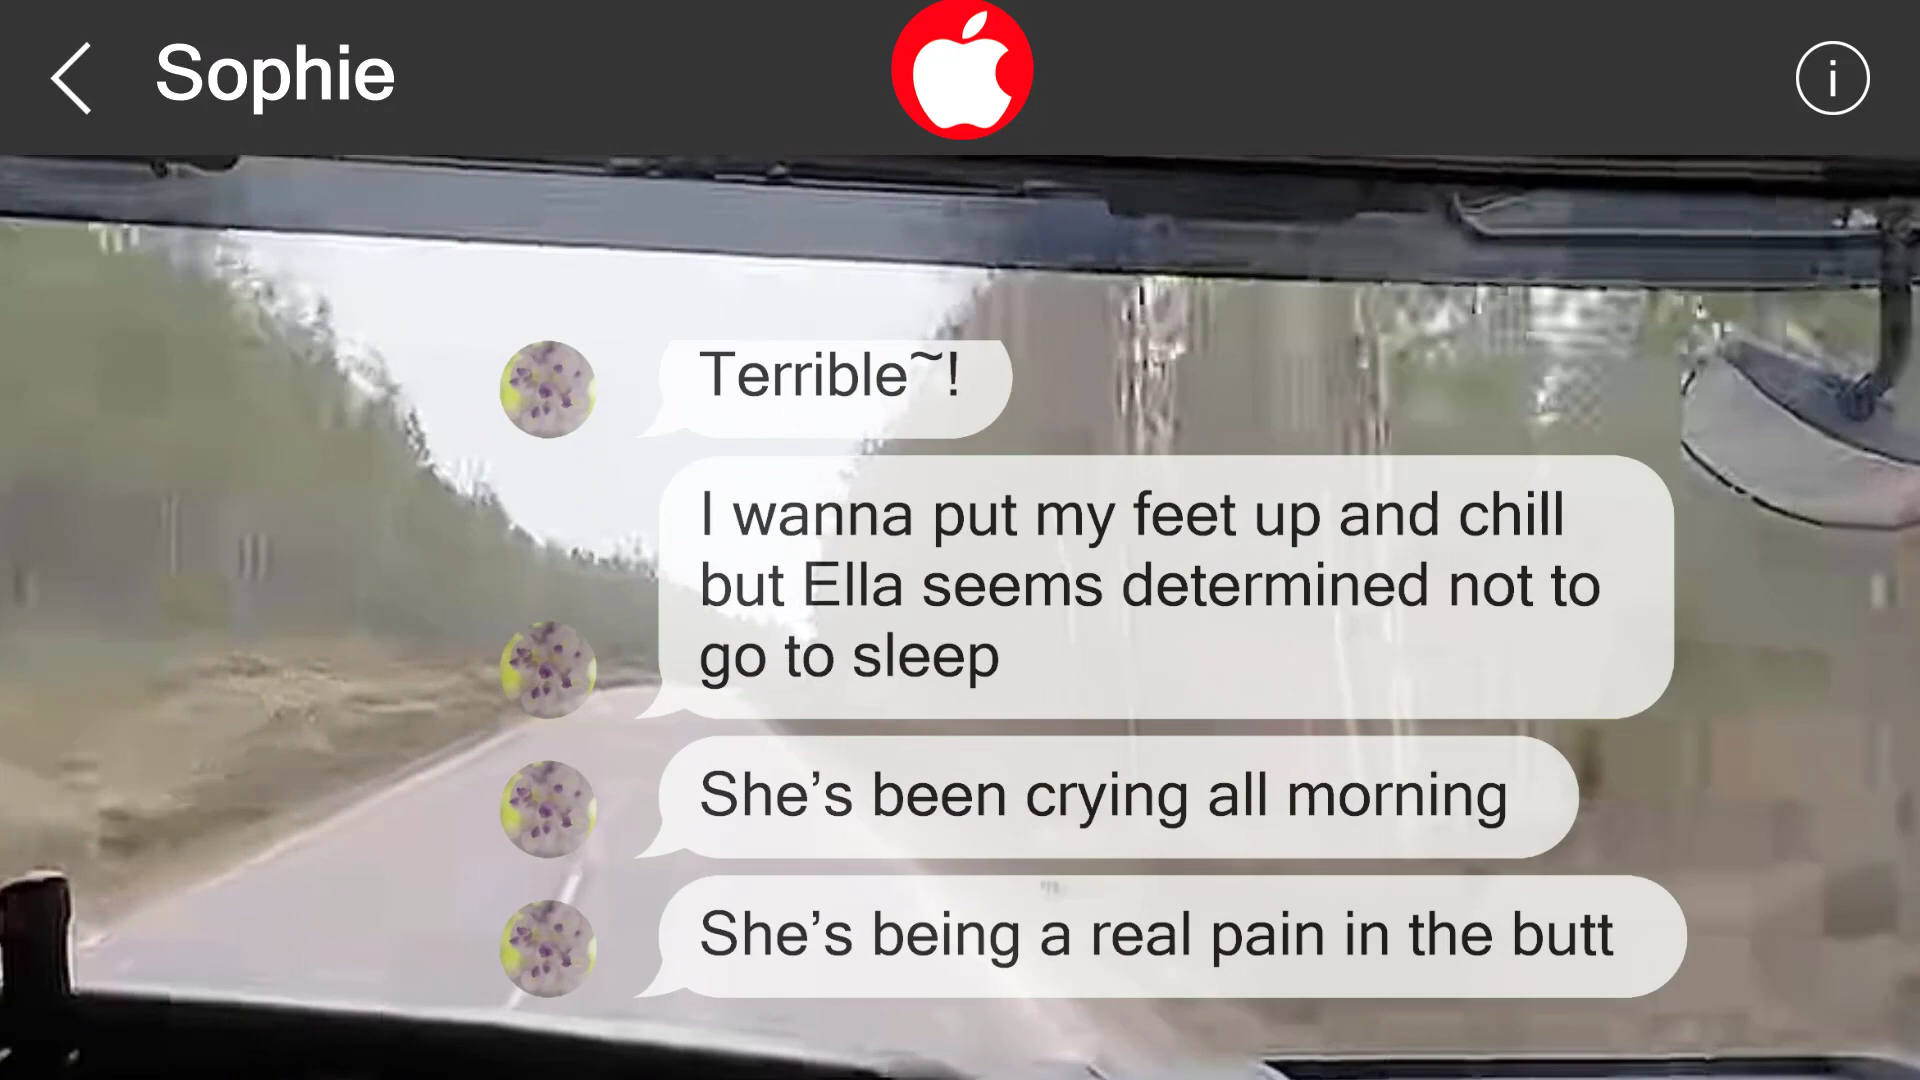 Sophie
i
Terrible~!
I wanna put my feet up and chill
but Ella seems determined not to
go to sleep
She’s been crying all morning
She’s being a real pain in the butt